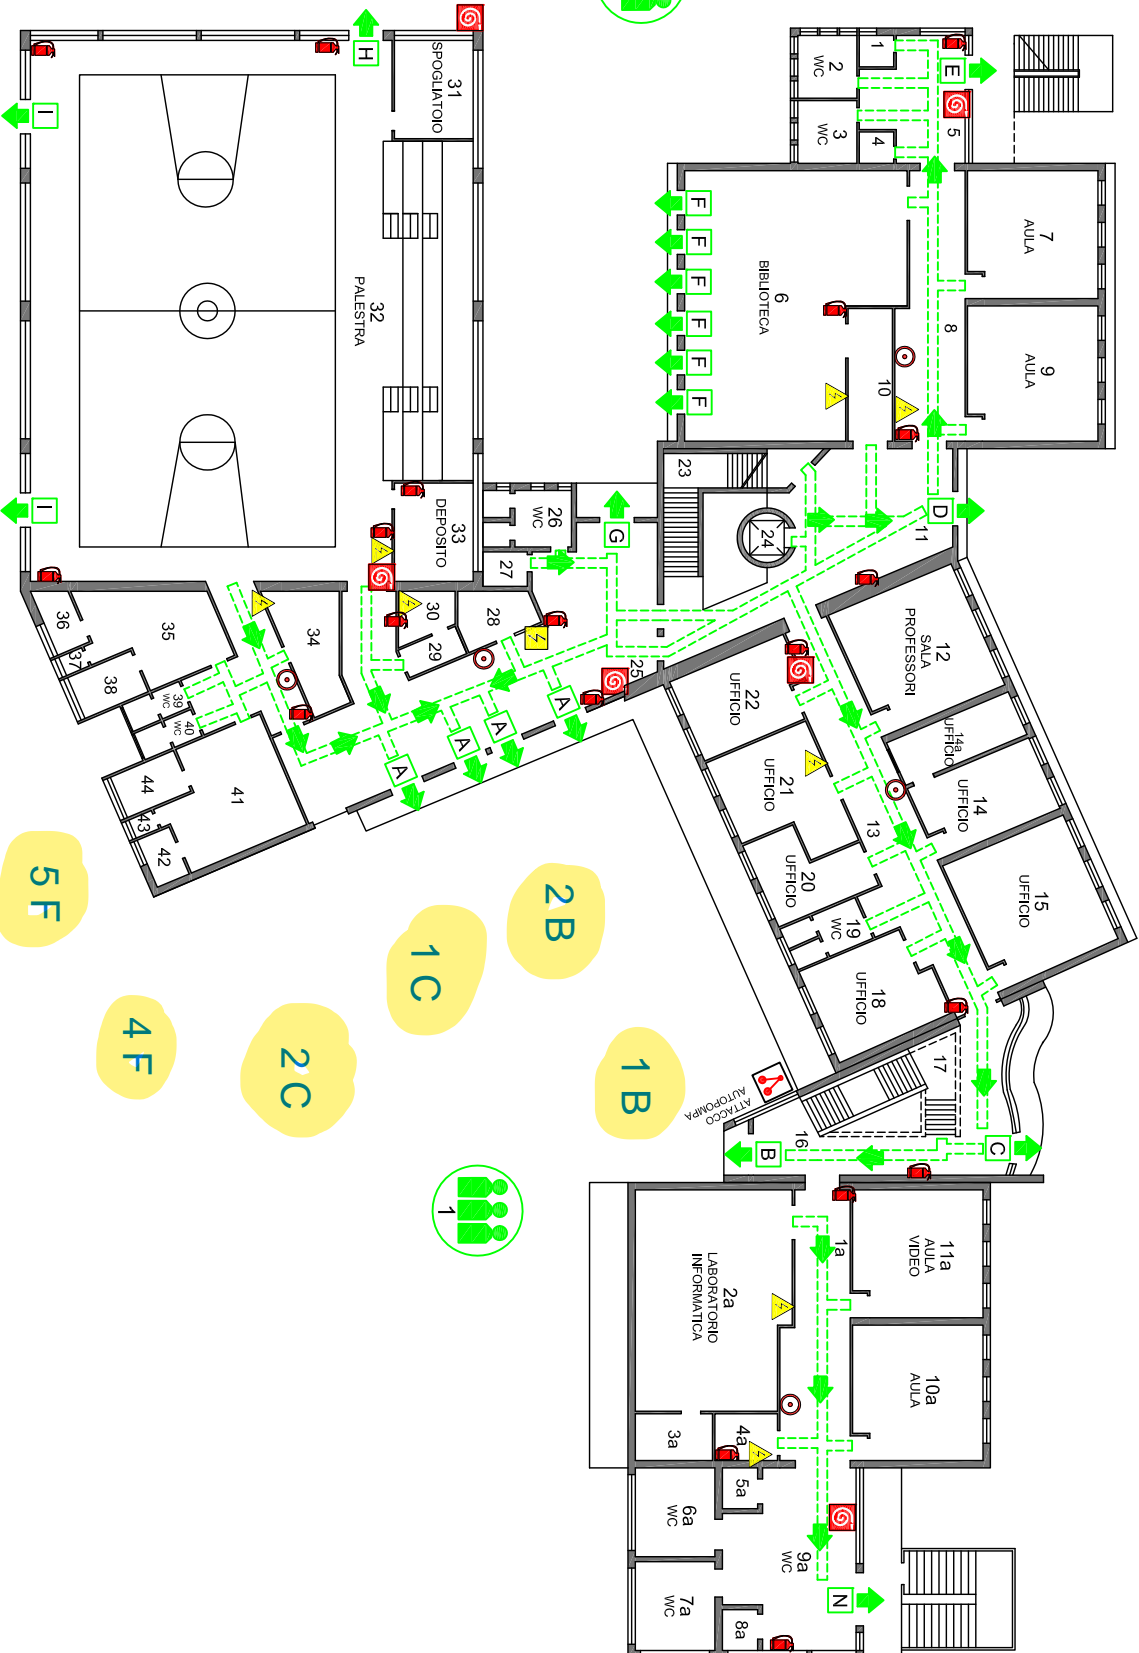 H
31
SPOGLIATOIO
I
32
PALESTRA
33
DEPOSITO
I
1
2
WC
3
WC
4
5
E
6
BIBLIOTECA
F
F
F
F
F
F
7
AULA
8
9
AULA
10
D
11
23
24
26
WC
G
27
28
30
29
25
34
35
36
37
38
39
WC
40
WC
41
44
43
42
A
A
A
A
12
SALA
PROFESSORI
14a
UFFICIO
14
UFFICIO
15
UFFICIO
13
22
UFFICIO
21
UFFICIO
20
UFFICIO
19
WC
18
UFFICIO
17
16
ATTACCO
AUTOPOMPA
B
C
1a
11a
AULA
VIDEO
2a
LABORATORIO
INFORMATICA
10a
AULA
3a
4a
5a
6a
WC
7a
WC
8a
9a
WC
N
5 F
4 F
2 C
1 C
2 B
1 B
1